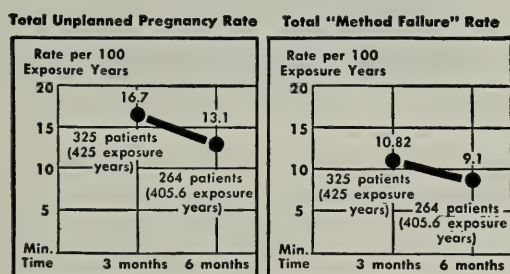 Total Unplanned Pregnancy Rate
Rate per 100
Exposure Years
20
16.7
13.1
15
325 patients
(425 exposure
years)
10
264 patients
(405.6 exposure
years)
5
Min.
Time
3 months
6 months
Total “Method Failure” Rate
Rate per 100
Exposure Years
20
15
10.82
9.1
10
325 patients
(425 exposure
years)
264 patients
(405.6 exposure
years)
5
Min.
Time
3 months
6 months